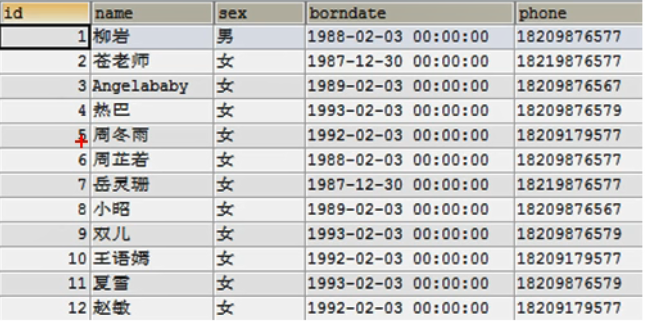 id name sex borndate phone
1 柳岩 男 1988-02-03 00:00:00 18209876577
2 苍老师 女 1987-12-30 00:00:00 18219876577
3 Angelababy 女 1989-02-03 00:00:00 18209876567
4 热巴 女 1993-02-03 00:00:00 18209876579
5 周冬雨 女 1992-02-03 00:00:00 18209179577
6 周芷若 女 1988-02-03 00:00:00 18209876577
7 岳灵珊 女 1987-12-30 00:00:00 18219876577
8 小昭 女 1989-02-03 00:00:00 18209876567
9 双儿 女 1993-02-03 00:00:00 18209876579
10 王语嫣 女 1992-02-03 00:00:00 18209179577
11 夏雪 女 1993-02-03 00:00:00 18209876579
12 赵敏 女 1992-02-03 00:00:00 18209179577